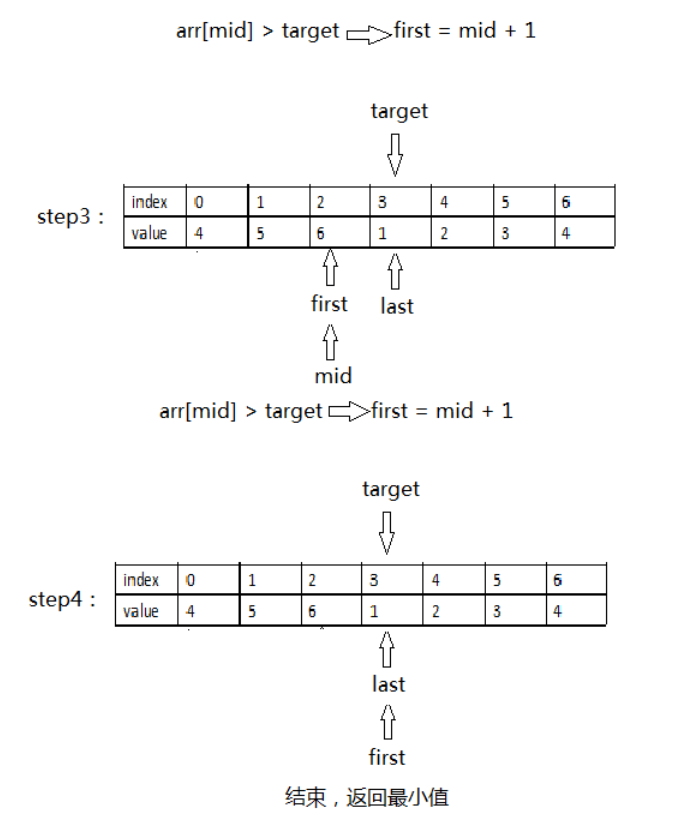 arr[mid] > target first = mid + 1
target
step3：
index 0 1 2 3 4 5 6
value 4 5 6 1 2 3 4
first last
mid
arr[mid] > target first = mid + 1
target
step4：
index 0 1 2 3 4 5 6
value 4 5 6 1 2 3 4
last
first
结束，返回最小值